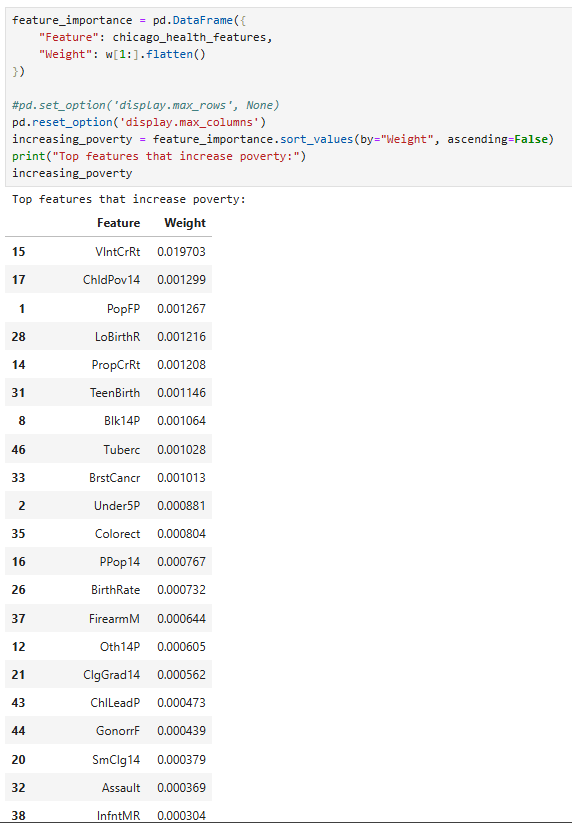 feature_importance = pd.DataFrame({
    "Feature": chicago_health_features,
    "Weight": w[1:].flatten()
})
#pd.set_option('display.max_rows', None)
pd.reset_option('display.max_columns')
increasing_poverty = feature_importance.sort_values(by="Weight", ascending=False)
print("Top features that increase poverty:")
increasing_poverty
Top features that increase poverty:
Feature Weight
15 VlntCrRt 0.019703
17 ChldPov14 0.001299
1 PopFP 0.001267
28 LoBirthR 0.001216
14 PropCrRt 0.001208
31 TeenBirth 0.001146
8 Blk14P 0.001064
46 Tuberc 0.001028
33 BrstCancr 0.001013
2 Under5P 0.000881
35 Colorect 0.000804
16 PPop14 0.000767
26 BirthRate 0.000732
37 FirearmM 0.000644
12 Oth14P 0.000605
21 ClgGrad14 0.000562
43 ChlLeadP 0.000473
44 GonorrF 0.000439
20 SmClg14 0.000379
32 Assault 0.000369
38 InfntMR 0.000304